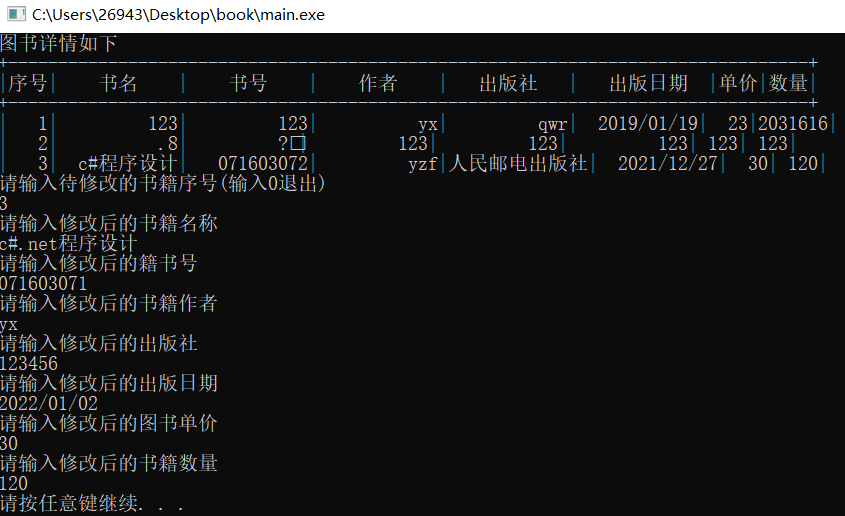 C:\Users\26943\Desktop\book\main.exe
图书详情如下
+--------------------------------------------------------------------------------+
|序号| 书名 | 书号 | 作者 | 出版社 | 出版日期 |单价|数量|
+--------------------------------------------------------------------------------+
| 1| 123| 123| yx| qwr| 2019/01/19| 23|2031616|
| 2| .8| ?□| 123| 123| 123| 123| 123|
| 3| c#程序设计| 071603072| yzf|人民邮电出版社| 2021/12/27| 30| 120|
请输入待修改的书籍序号(输入0退出)
3
请输入修改后的书籍名称
c#.net程序设计
请输入修改后的籍书号
071603071
请输入修改后的书籍作者
yx
请输入修改后的出版社
123456
请输入修改后的出版日期
2022/01/02
请输入修改后的图书单价
30
请输入修改后的书籍数量
120
请按任意键继续. . .